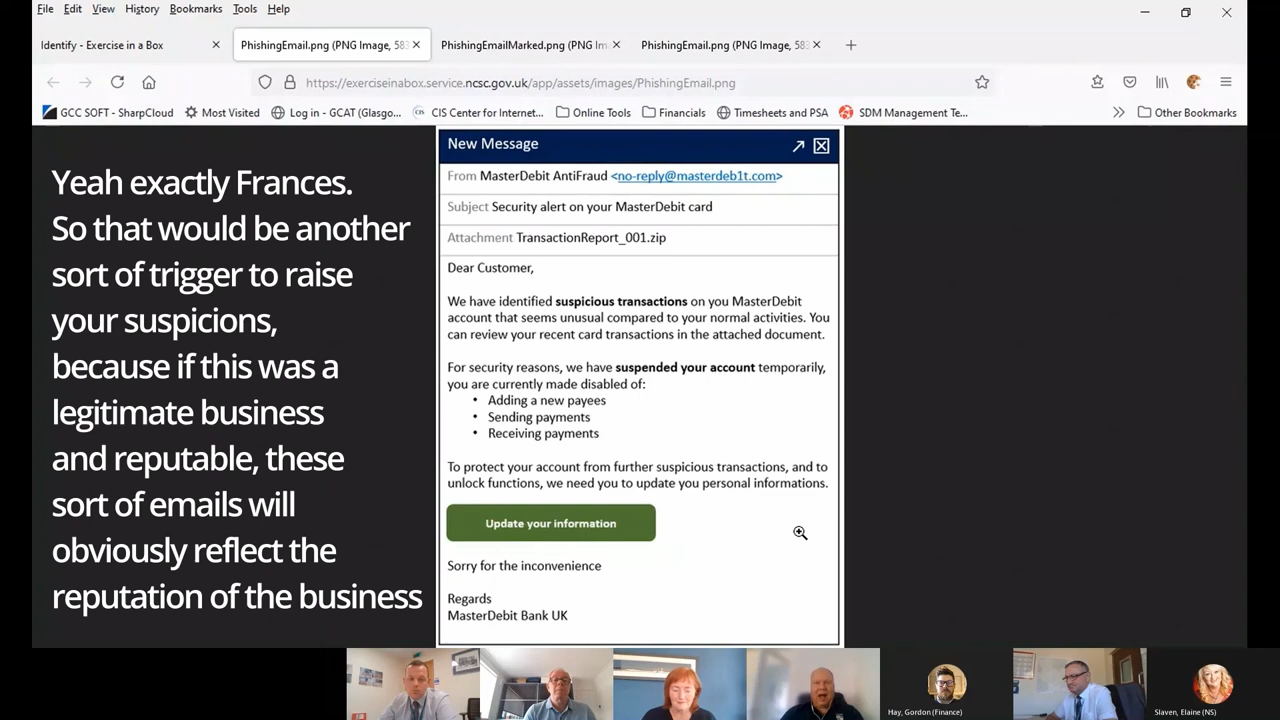 File Edit View History Bookmarks Tools Help
Identify - Exercise in a Box
PhishingEmail.png (PNG Image, 583
PhishingEmailMarked.png (PNG Im
PhishingEmail.png (PNG Image, 583
https://exerciseinabox.service.ncsc.gov.uk/app/assets/images/PhishingEmail.png
GCC SOFT - SharpCloud
Most Visited
Log in - GCAT (Glasgo...
CIS Center for Internet...
Online Tools
Financials
Timesheets and PSA
SDM Management Te...
Other Bookmarks
Yeah exactly Frances.
So that would be another
sort of trigger to raise
your suspicions,
because if this was a
legitimate business
and reputable, these
sort of emails will
obviously reflect the
reputation of the business
New Message
From MasterDebit AntiFraud <no-reply@masterdeb1t.com>
Subject Security alert on your MasterDebit card
Attachment TransactionReport_001.zip
Dear Customer,
We have identified suspicious transactions on you MasterDebit
account that seems unusual compared to your normal activities. You
can review your recent card transactions in the attached document.
For security reasons, we have suspended your account temporarily,
you are currently made disabled of:
• Adding a new payees
• Sending payments
• Receiving payments
To protect your account from further suspicious transactions, and to
unlock functions, we need you to update you personal informations.
Update your information
Sorry for the inconvenience
Regards
MasterDebit Bank UK
Hay, Gordon (Finance)
Slaven, Elaine (NS)